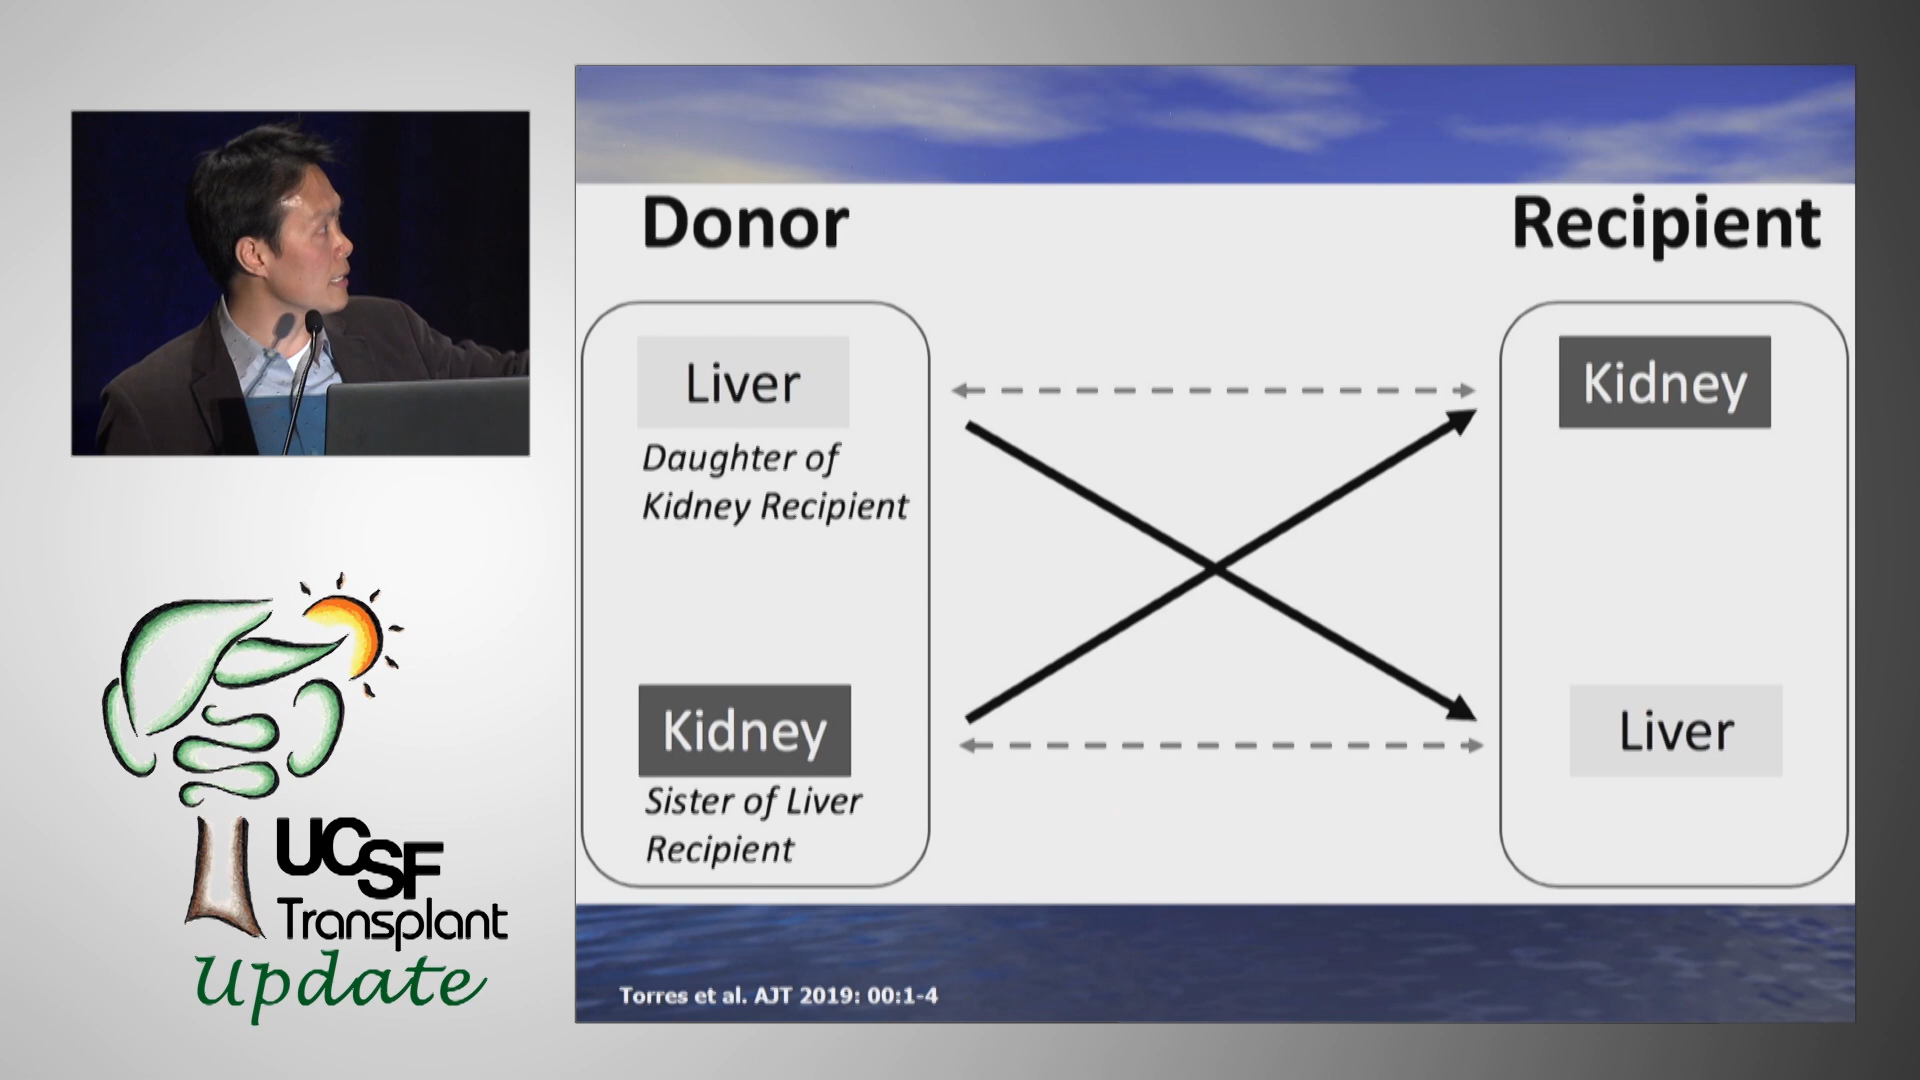 Donor
Recipient
Liver
Kidney
Daughter of
Kidney Recipient
Kidney
Liver
Sister of Liver
Recipient
Torres et al. AJT 2019: 00:1-4
UCSF
Transplant
Update